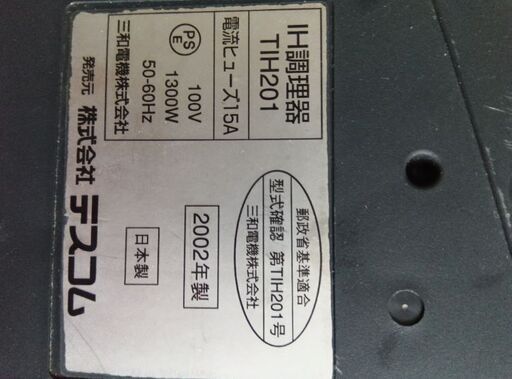 IH調理器
TIH201
電流ヒューズ15A
PS
E
100V
1300W
50-60Hz
三和電機株式会社
郵政省基準適合
型式確認 第TIH201号
三和電機株式会社
2002年製
日本製
発売元 株式会社 テスコム